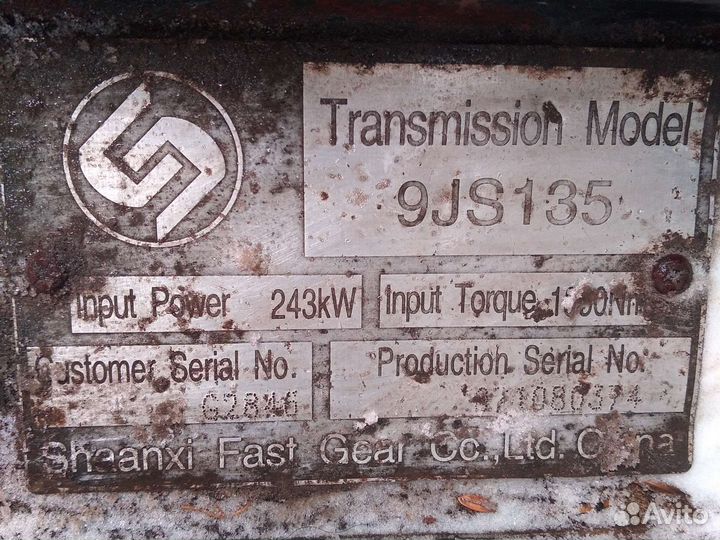 Transmission Model
9JS135
Input Power 243kW
Input Torque
Customer Serial No.
G2816
Production Serial No.
Shaanxi Fast Gear Co.,Ltd. China
Avito